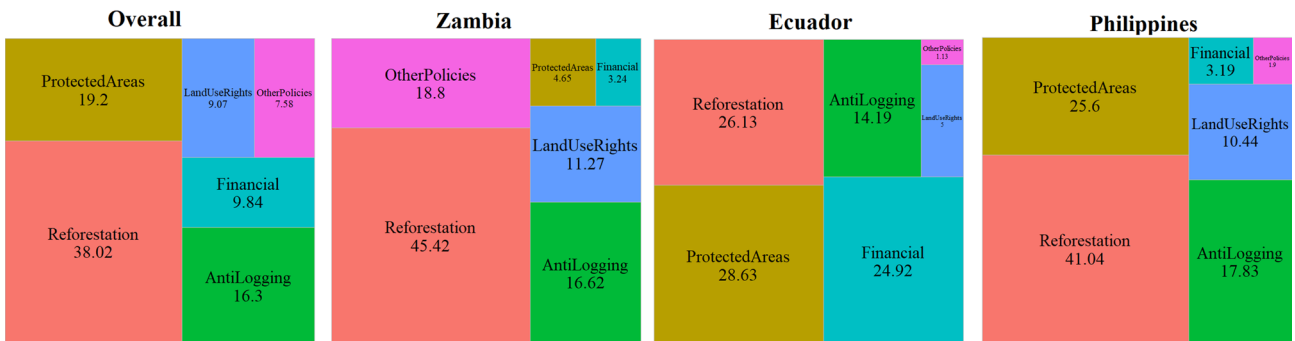 Overall
ProtectedAreas
19.2
LandUseRights
9.07
OtherPolicies
7.58
Financial
9.84
Reforestation
38.02
AntiLogging
16.3
Zambia
OtherPolicies
18.8
ProtectedAreas
4.65
Financial
3.24
LandUseRights
11.27
Reforestation
45.42
AntiLogging
16.62
Ecuador
Reforestation
26.13
AntiLogging
14.19
OtherPolicies
1.13
LandUseRights
5
ProtectedAreas
28.63
Financial
24.92
Philippines
ProtectedAreas
25.6
Financial
3.19
OtherPolicies
1.9
LandUseRights
10.44
Reforestation
41.04
AntiLogging
17.83